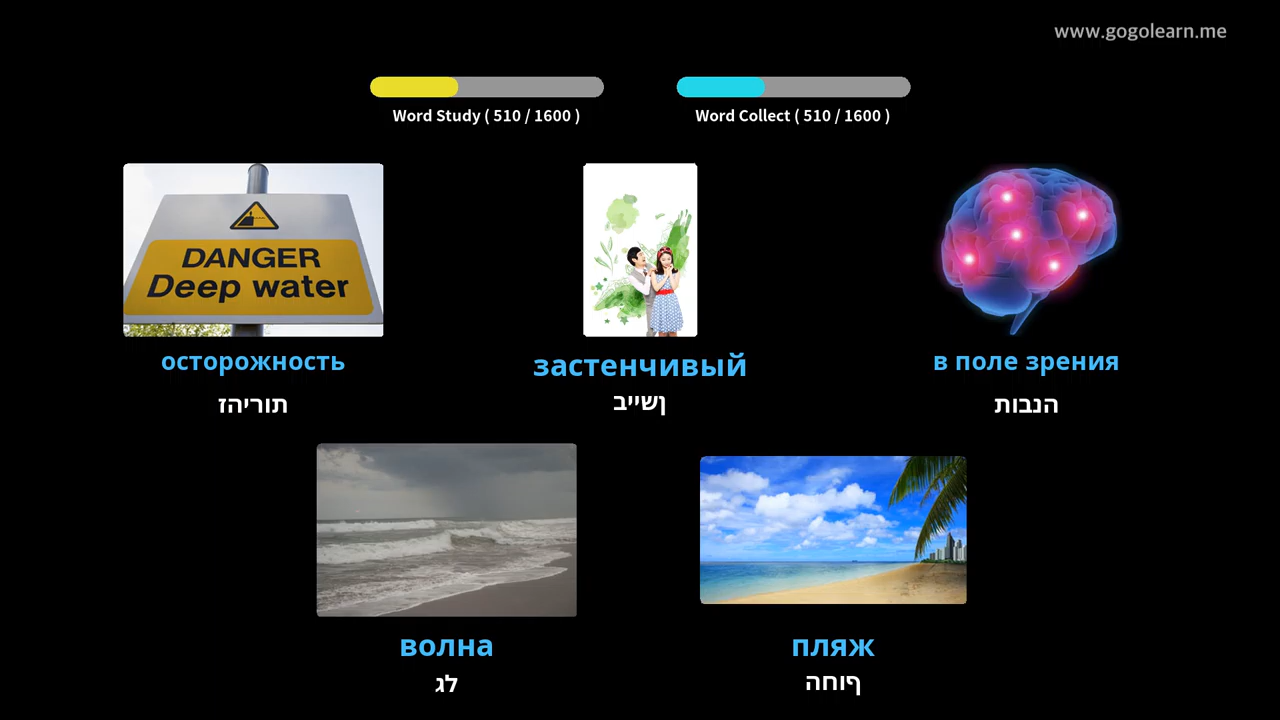 www.gogolearn.me
Word Study ( 510 / 1600 )
Word Collect ( 510 / 1600 )
DANGER
Deep water
осторожность
תוריהז
застенчивый
ןשייב
в поле зрения
הנבות
волна
לג
пляж
ףוחה